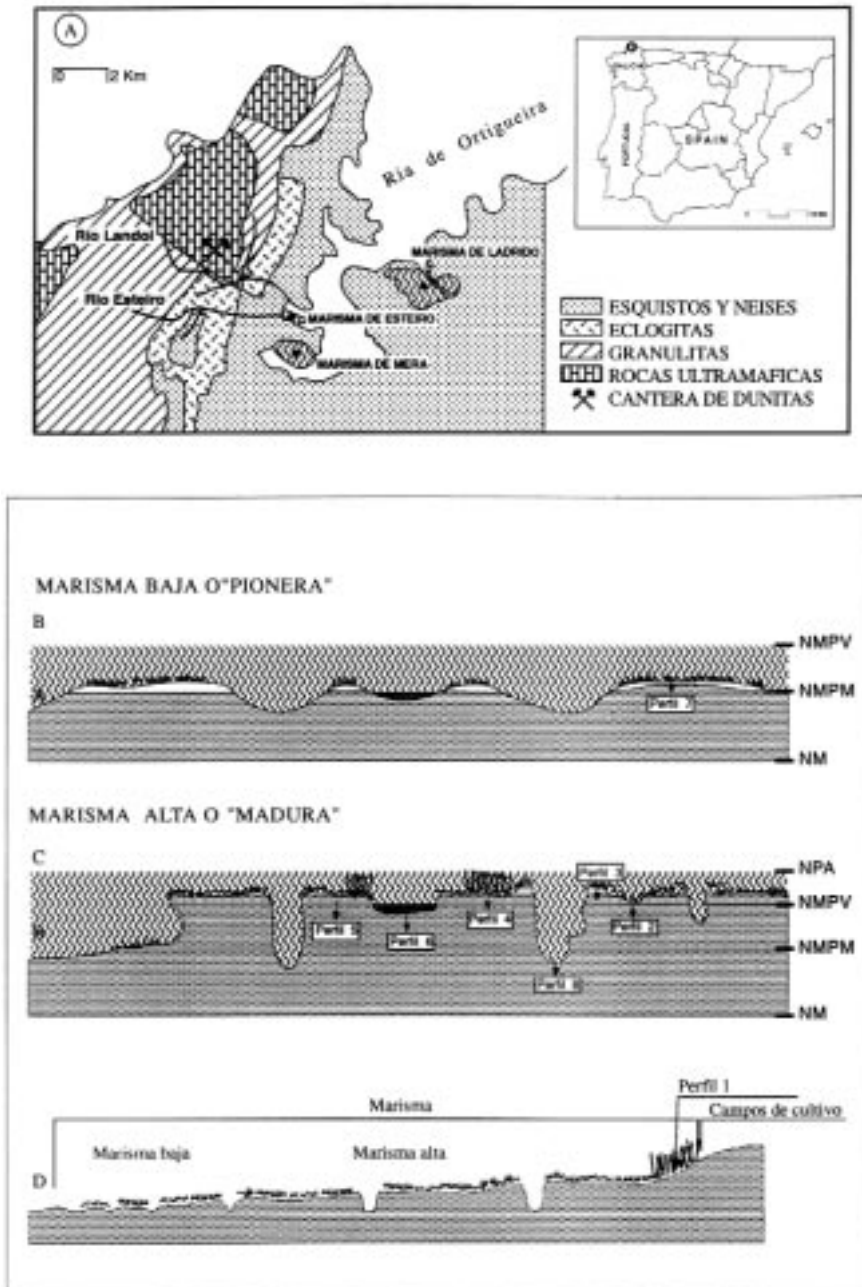 A
0 2 Km
Ria de Ortigueira
SPAIN
PORTUGAL
Rio Landoi
MARISMA DE LADRIDO
Rio Esteiro
MARISMA DE ESTEIRO
MARISMA DE MERA
ESQUISTOS Y NEISES
ECLOGITAS
GRANULITAS
ROCAS ULTRAMAFICAS
CANTERA DE DUNITAS
MARISMA BAJA O"PIONERA"
B
NMPV
A
NMPM
Perfil 7
NM
MARISMA ALTA O "MADURA"
C
NPA
Perfil 3
NMPV
Perfil 5
Perfil 6
Perfil 4
Perfil 2
B
NMPM
Perfil 8
NM
Perfil 1
Marisma
Campos de cultivo
Marisma baja
Marisma alta
D